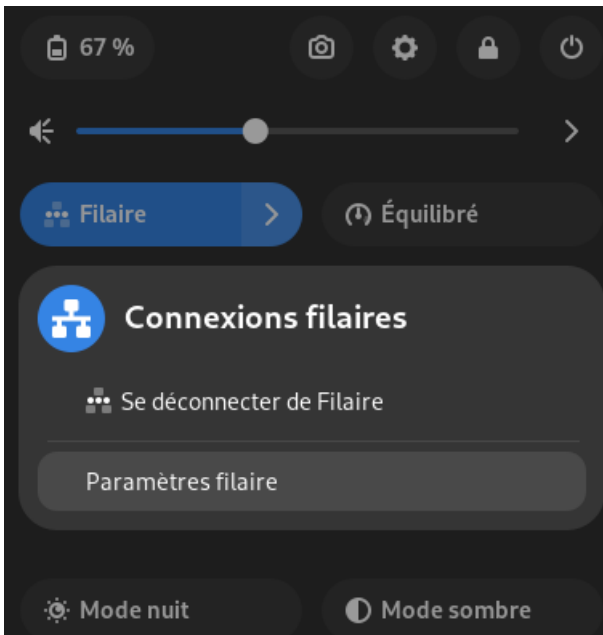 67 %
Filaire
Équilibré
Connexions filaires
Se déconnecter de Filaire
Paramètres filaire
Mode nuit
Mode sombre